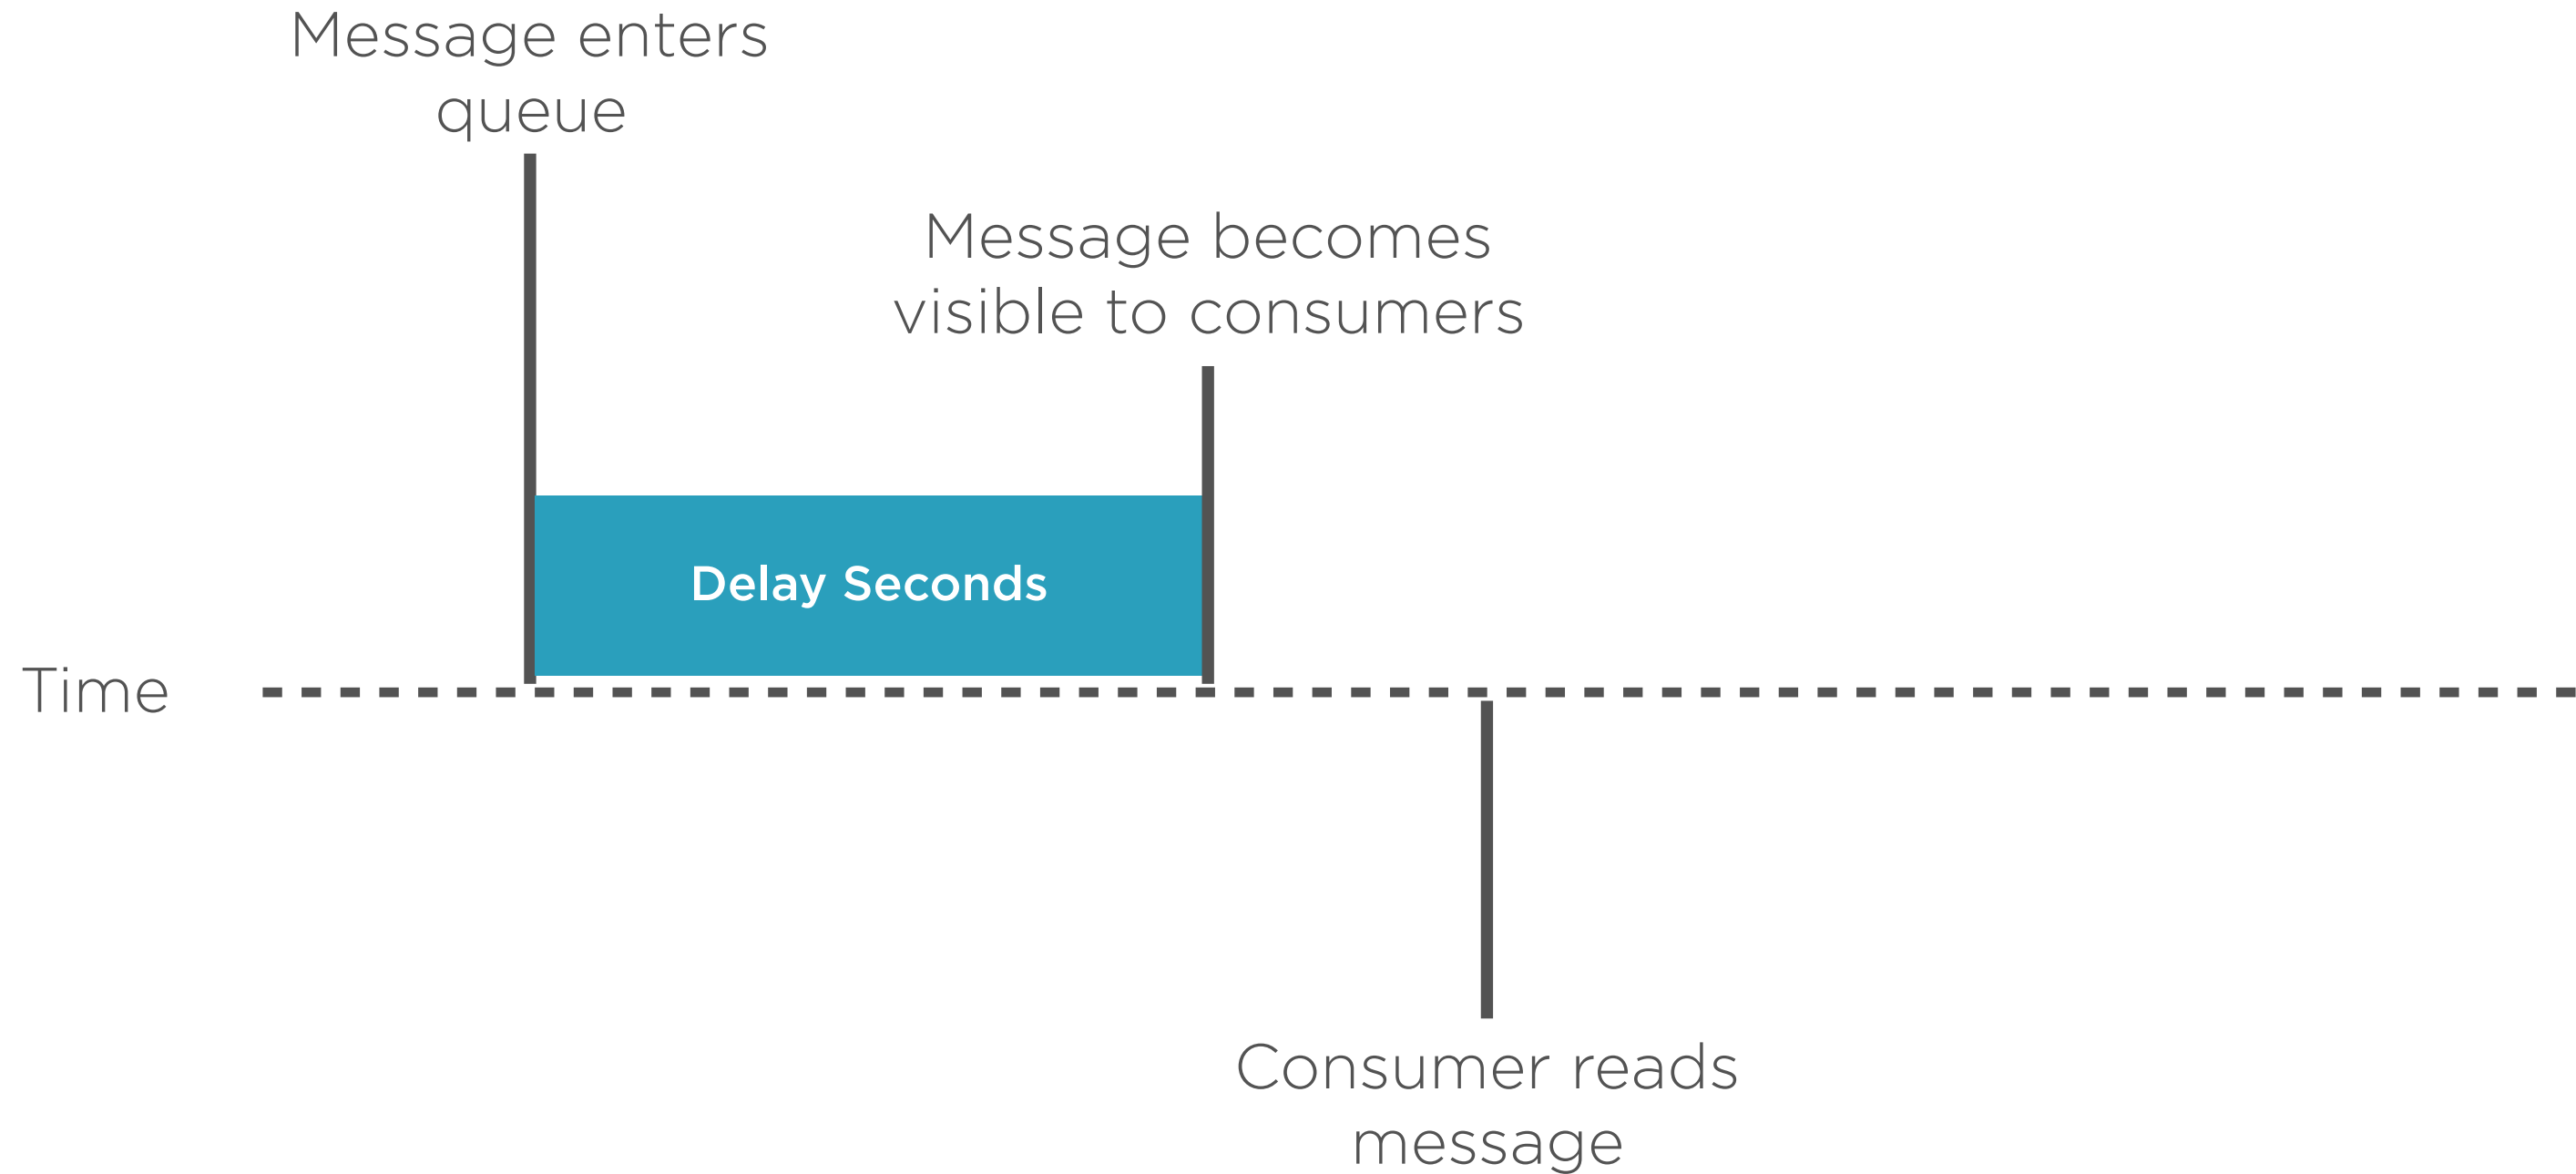 Message enters
queue
Message becomes
visible to consumers
Delay Seconds
Time
Consumer reads
message